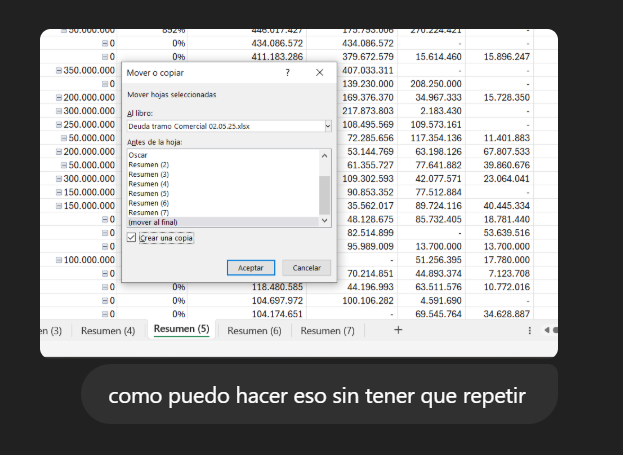 50.000.000 892% 446.017.427 175.793.006 270.224.421 -
0 0% 434.086.572 434.086.572 - -
0 0% 411.183.286 379.672.579 15.614.460 15.896.247
350.000.000 407.033.311 - -
0 139.230.000 208.250.000 -
200.000.000 169.376.370 34.967.333 15.728.350
300.000.000 217.873.803 2.183.430 -
250.000.000 108.495.569 109.573.161 -
50.000.000 72.285.656 117.354.136 11.401.883
200.000.000 53.144.769 63.198.126 67.807.533
50.000.000 61.355.727 77.641.882 39.860.676
300.000.000 109.302.593 42.077.571 23.064.041
150.000.000 90.853.352 77.512.884 -
150.000.000 35.562.017 89.724.116 40.445.334
0 48.128.675 85.732.405 18.781.440
0 82.514.899 - 53.639.516
0 95.989.009 13.700.000 13.700.000
100.000.000 - 51.256.395 17.780.000
0 70.214.851 44.893.374 7.123.708
0 0% 118.480.585 44.196.993 63.511.576 10.772.016
0 0% 104.697.972 100.106.282 4.591.690 -
0 0% 104.174.651 - 69.545.764 34.628.887
Mover o copiar ? ×
Mover hojas seleccionadas
Al libro:
Deuda tramo Comercial 02.05.25.xlsx
Antes de la hoja:
Oscar
Resumen (2)
Resumen (3)
Resumen (4)
Resumen (5)
Resumen (6)
Resumen (7)
(mover al final)
Crear una copia
Aceptar Cancelar
en (3) Resumen (4) Resumen (5) Resumen (6) Resumen (7) +
como puedo hacer eso sin tener que repetir